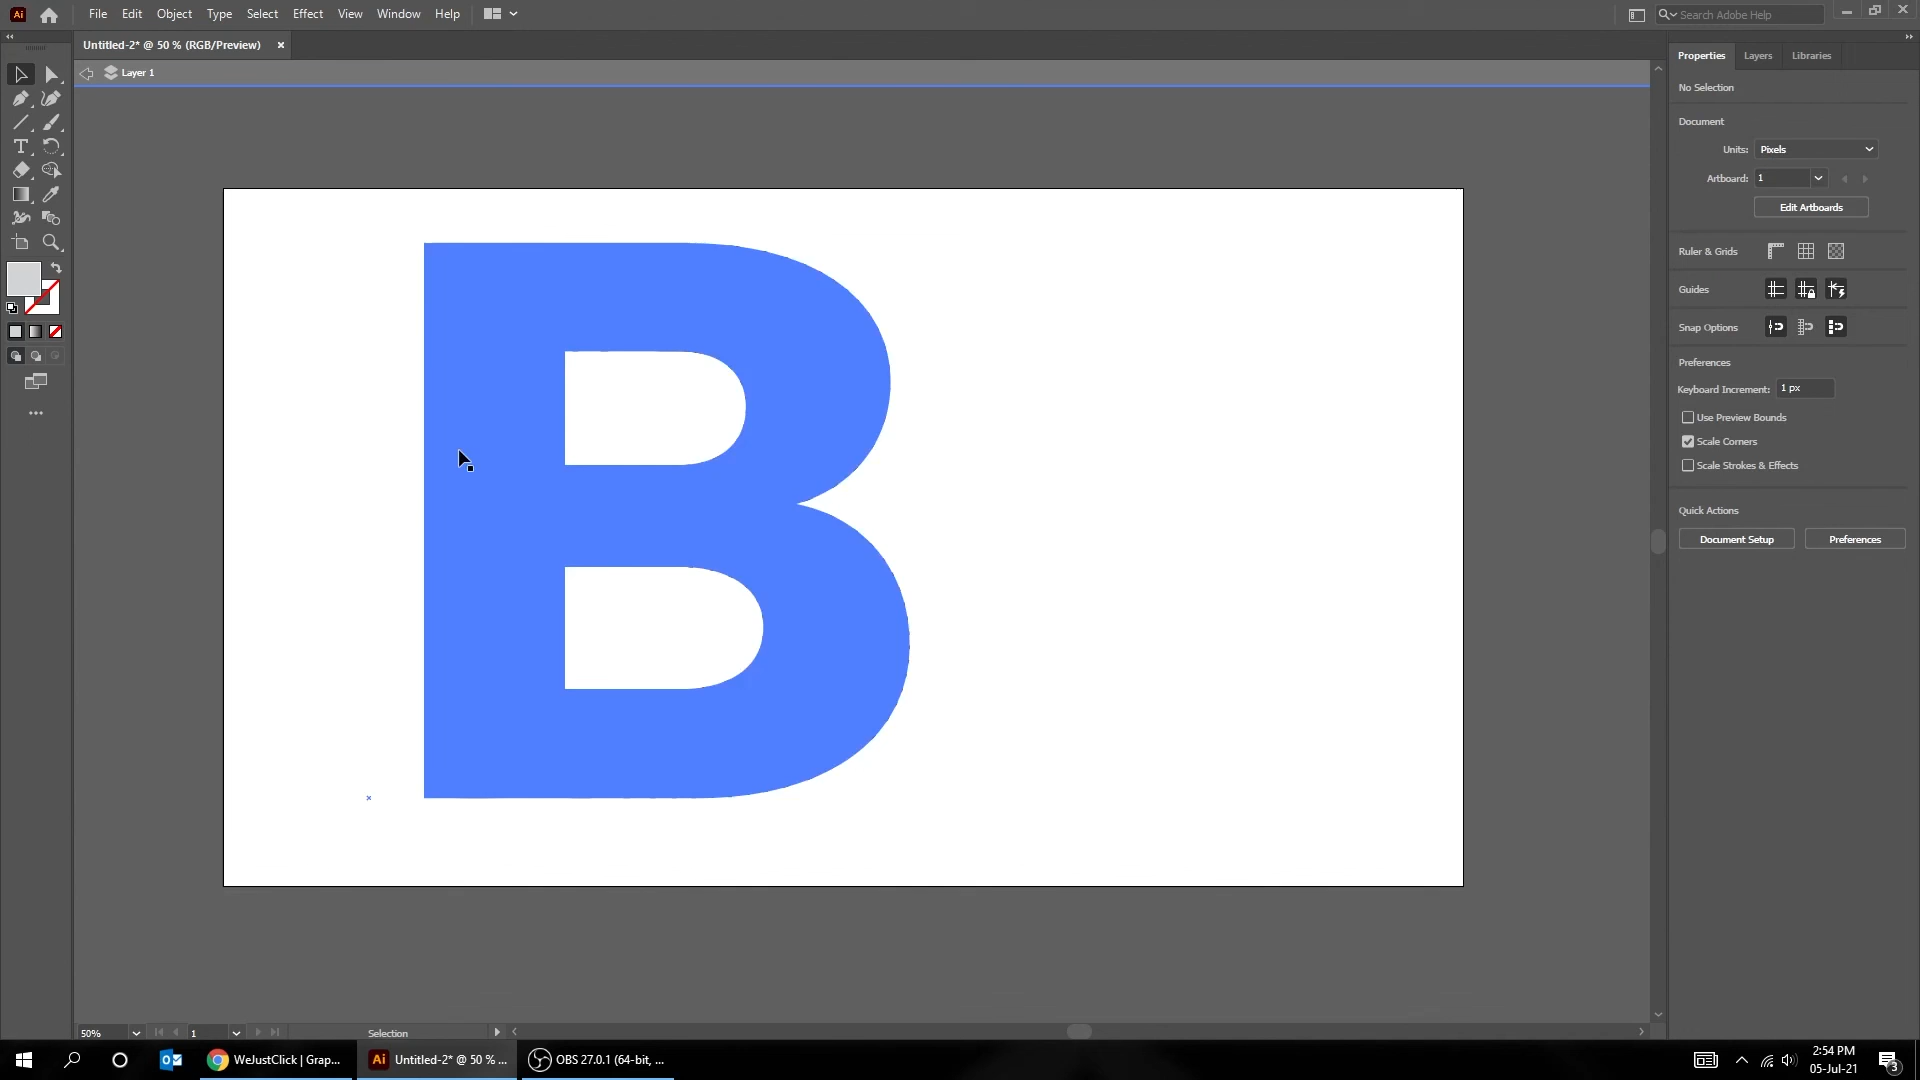 Ai File Edit Object Type Select Effect View Window Help Search Adobe Help
Untitled-2* @ 50 % (RGB/Preview) Properties Layers Libraries
Layer 1
No Selection
Document
Units: Pixels
Artboard: 1
Edit Artboards
Ruler & Grids
Guides
Snap Options
Preferences
Keyboard Increment: 1 px
Use Preview Bounds
Scale Corners
Scale Strokes & Effects
Quick Actions
Document Setup Preferences
B
T
50% 1 Selection
WeJustClick | Grap... Ai Untitled-2* @ 50 % ... OBS 27.0.1 (64-bit, ... 2:54 PM
05-Jul-21 3